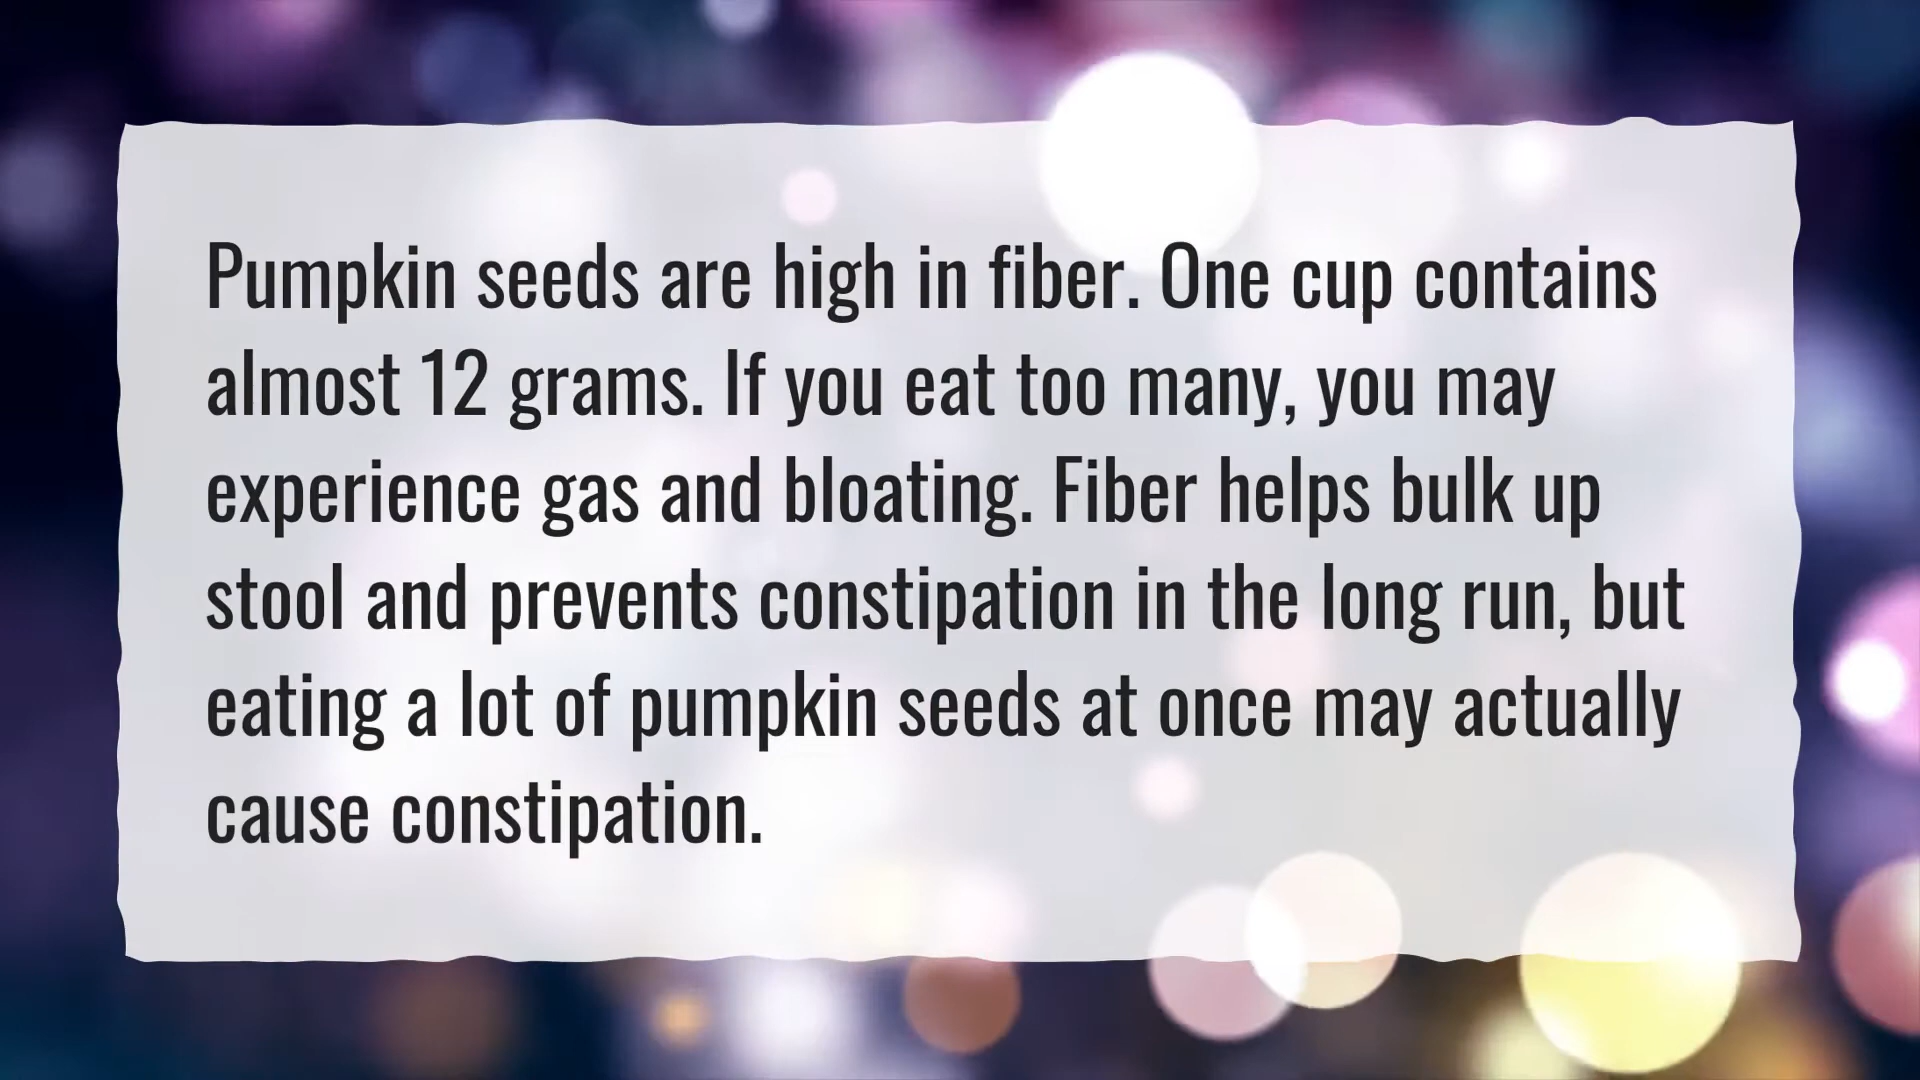 Pumpkin seeds are high in fiber. One cup contains
almost 12 grams. If you eat too many, you may
experience gas and bloating. Fiber helps bulk up
stool and prevents constipation in the long run, but
eating a lot of pumpkin seeds at once may actually
cause constipation.